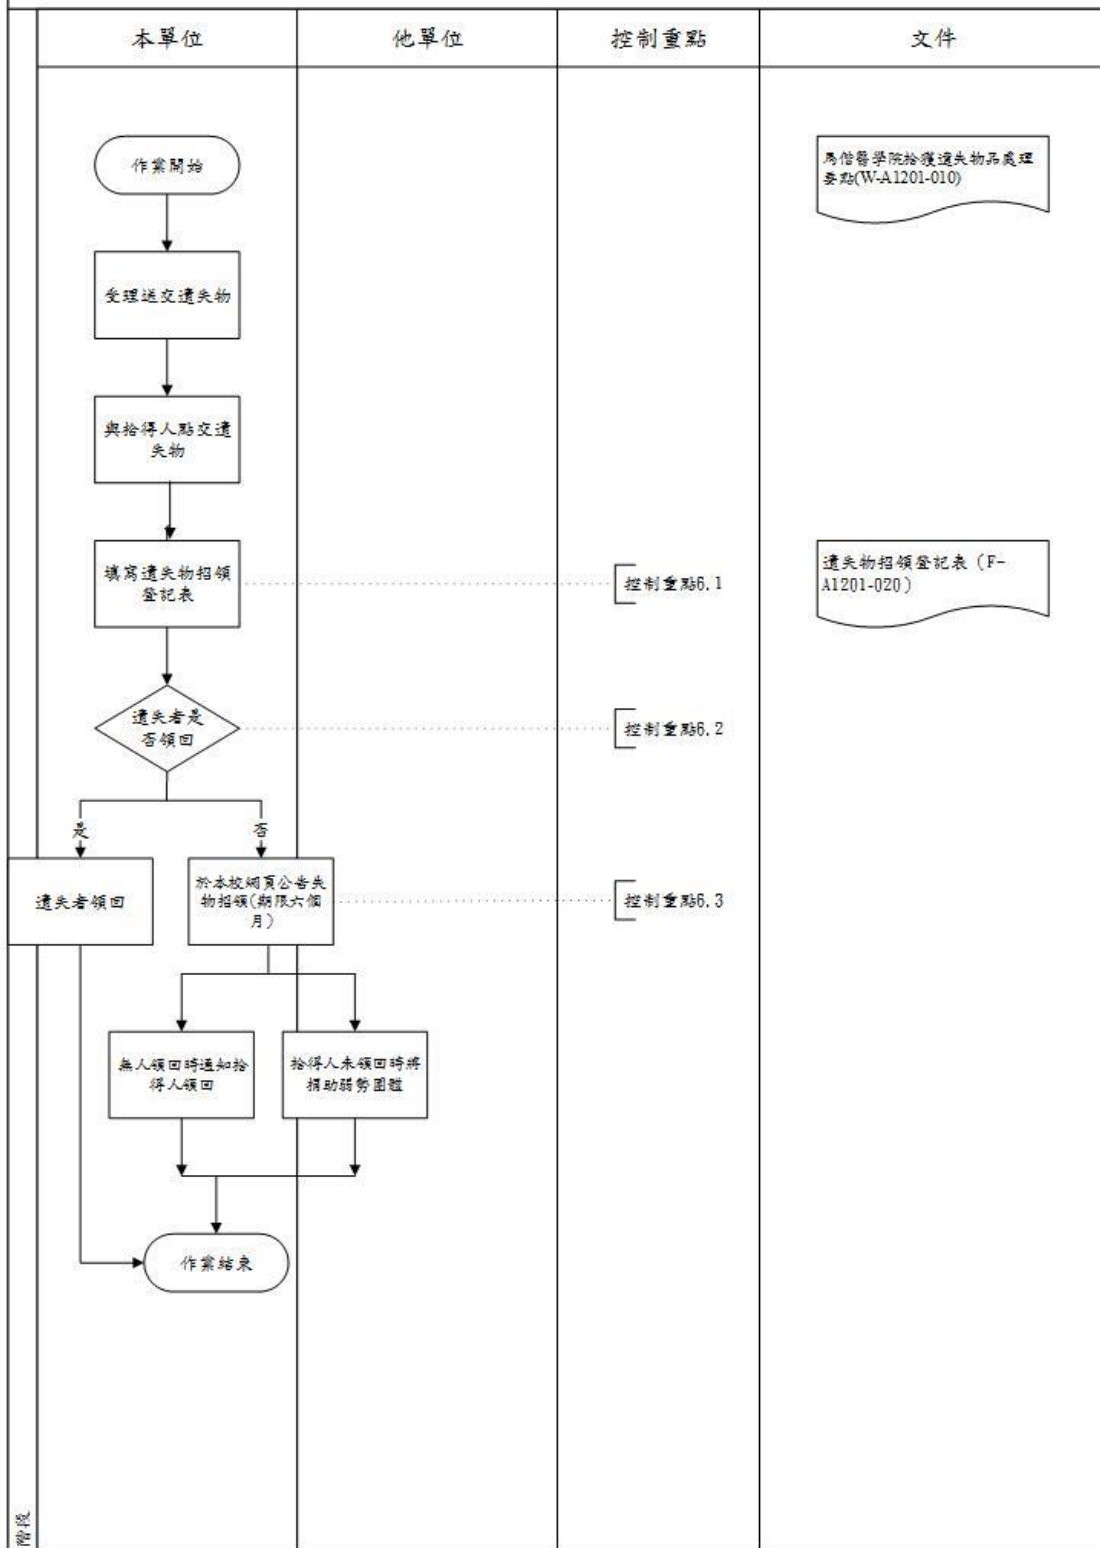 本單位
他單位
控制重點
文件
作業開始
馬偕醫學院拾獲遺失物品處理
要點(W-A1201-010)
受理送交遺失物
與拾得人點交遺
失物
填寫遺失物招領
登記表
控制重點6.1
遺失物招領登記表（F-
A1201-020）
遺失者是
否領回
控制重點6.2
是
否
遺失者領回
於本校網頁公告失
物招領(期限六個
月)
控制重點6.3
無人領回時通知拾
得人領回
拾得人未領回時將
捐助弱勢團體
作業結束
階段